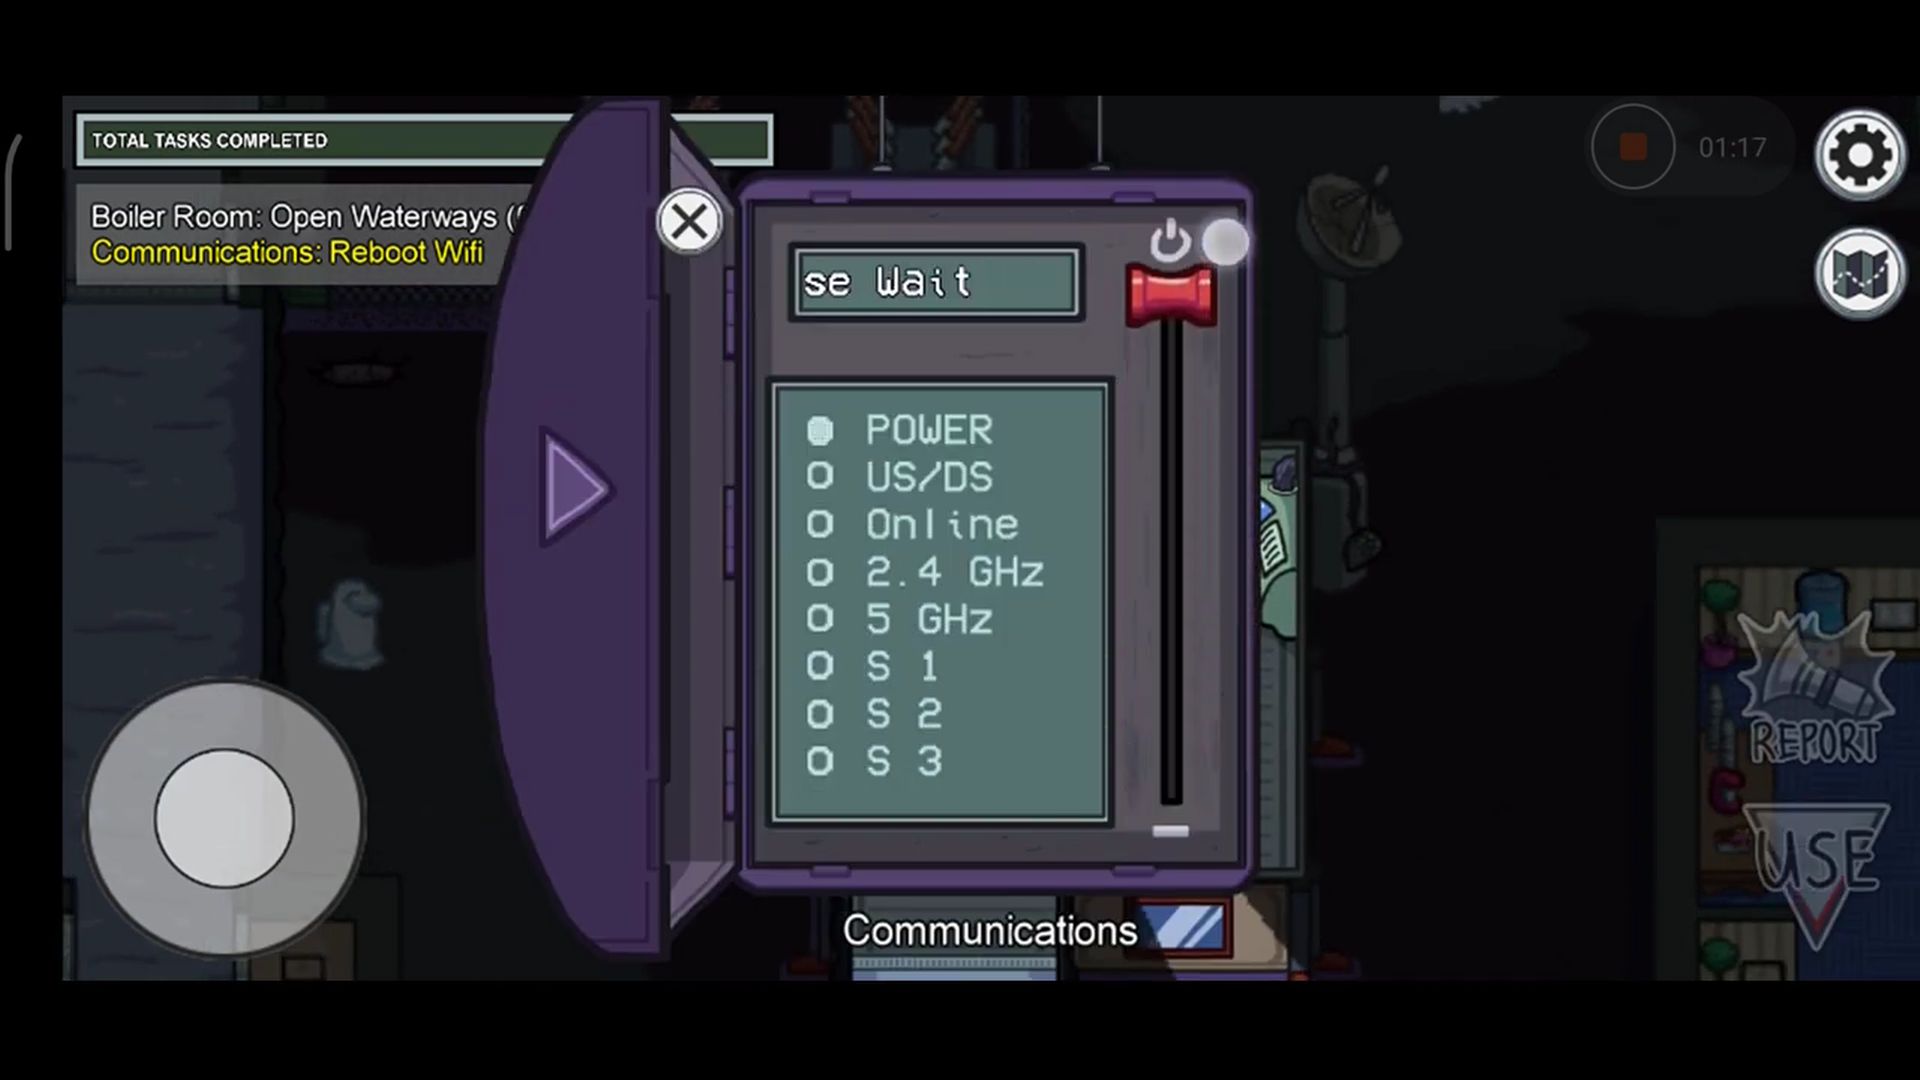 TOTAL TASKS COMPLETED
01:17
Boiler Room: Open Waterways (
Communications: Reboot Wifi
se Wait
POWER
US/DS
Online
2.4 GHz
5 GHz
S 1
S 2
S 3
REPORT
USE
Communications